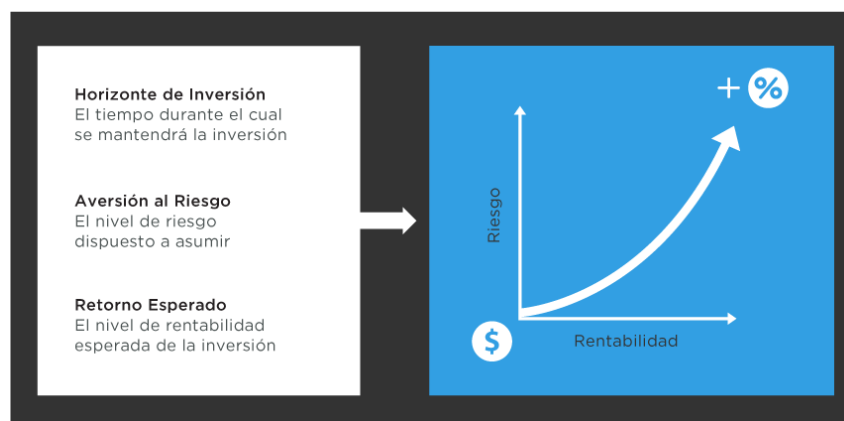 Horizonte de Inversión
El tiempo durante el cual
se mantendrá la inversión
Aversión al Riesgo
El nivel de riesgo
dispuesto a asumir
Retorno Esperado
El nivel de rentabilidad
esperada de la inversión
+ %
Riesgo
$
Rentabilidad